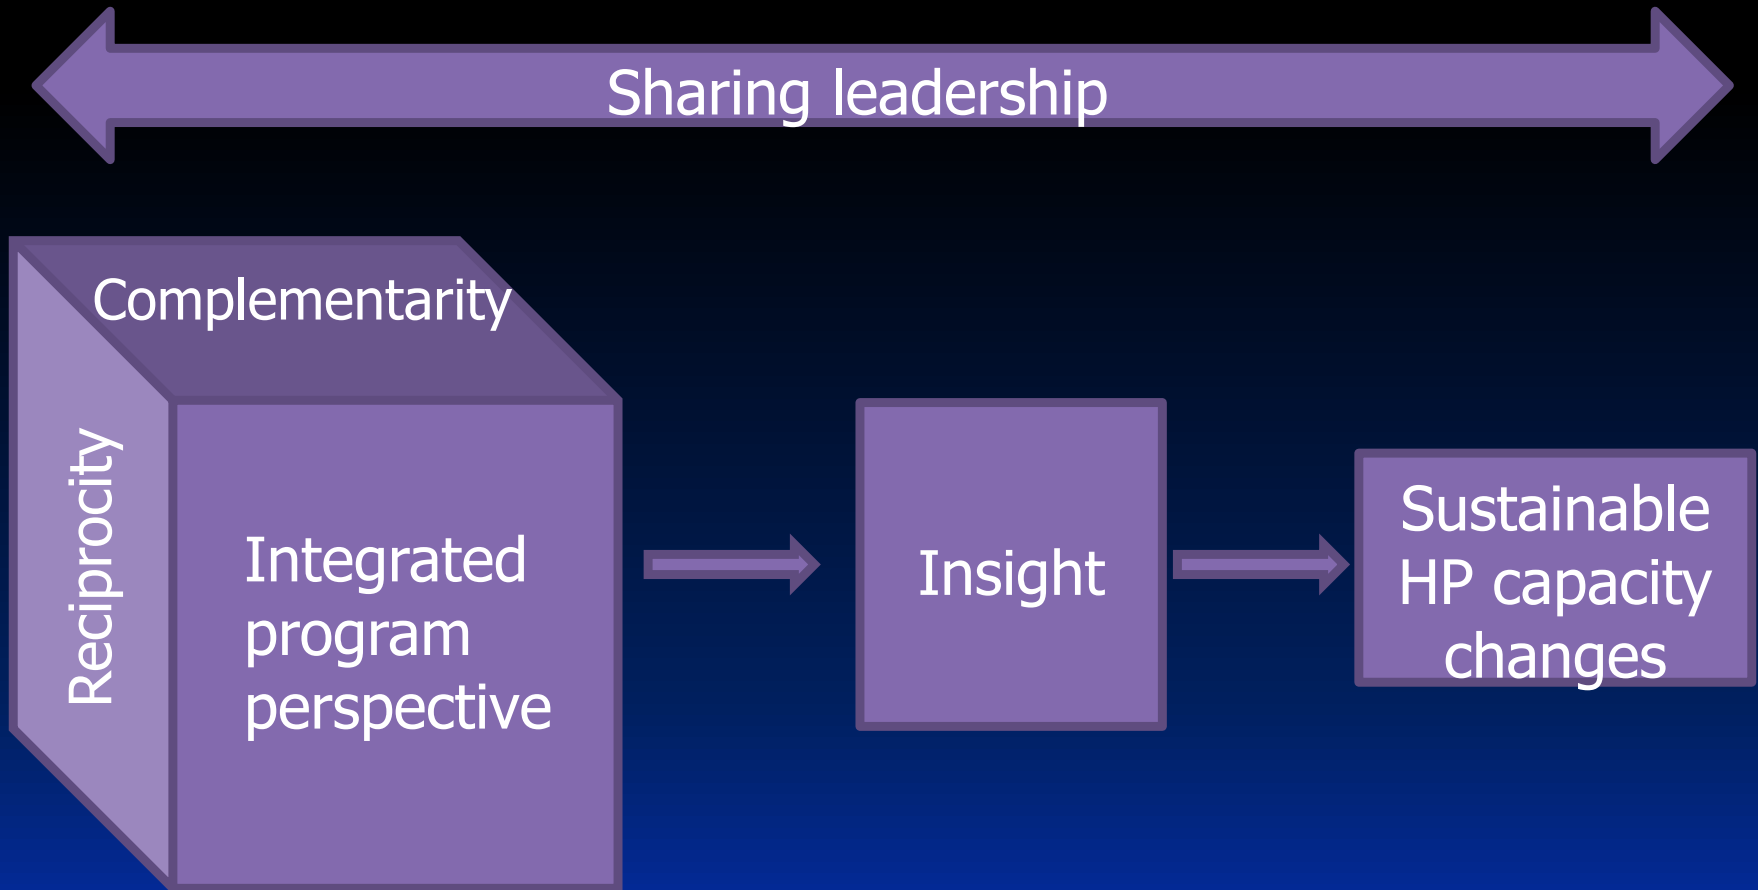 Sharing leadership
Complementarity
Reciprocity
Integrated
program
perspective
Insight
Sustainable
HP capacity
changes